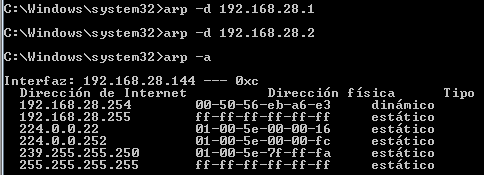 C:\Windows\system32>arp -d 192.168.28.1
C:\Windows\system32>arp -d 192.168.28.2
C:\Windows\system32>arp -a
Interfaz: 192.168.28.144 --- 0xc
Dirección de Internet Dirección física Tipo
192.168.28.254 00-50-56-eb-a6-e3 dinámico
192.168.28.255 ff-ff-ff-ff-ff-ff estático
224.0.0.22 01-00-5e-00-00-16 estático
224.0.0.252 01-00-5e-00-00-fc estático
239.255.255.250 01-00-5e-7f-ff-fa estático
255.255.255.255 ff-ff-ff-ff-ff-ff estático